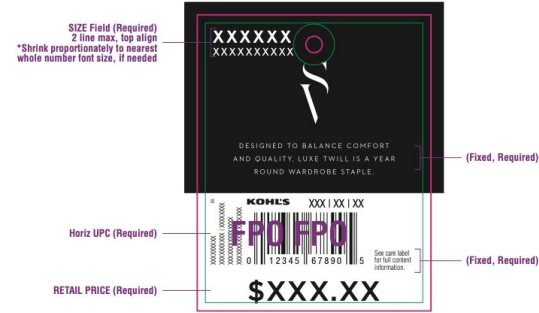 SIZE Field (Required)
2 line max, top align
*Shrink proportionately to nearest
whole number font size, if needed
XXXXXX
XXXXXXXXXX
SV
DESIGNED TO BALANCE COMFORT
AND QUALITY, LUXE TWILL IS A YEAR
ROUND WARDROBE STAPLE.
(Fixed, Required)
KOHL'S XXX | XX | XX
Horiz UPC (Required)
FPO FPO
0 12345 67890 5
See care label
for full content
information.
(Fixed, Required)
RETAIL PRICE (Required)
$XXX.XX